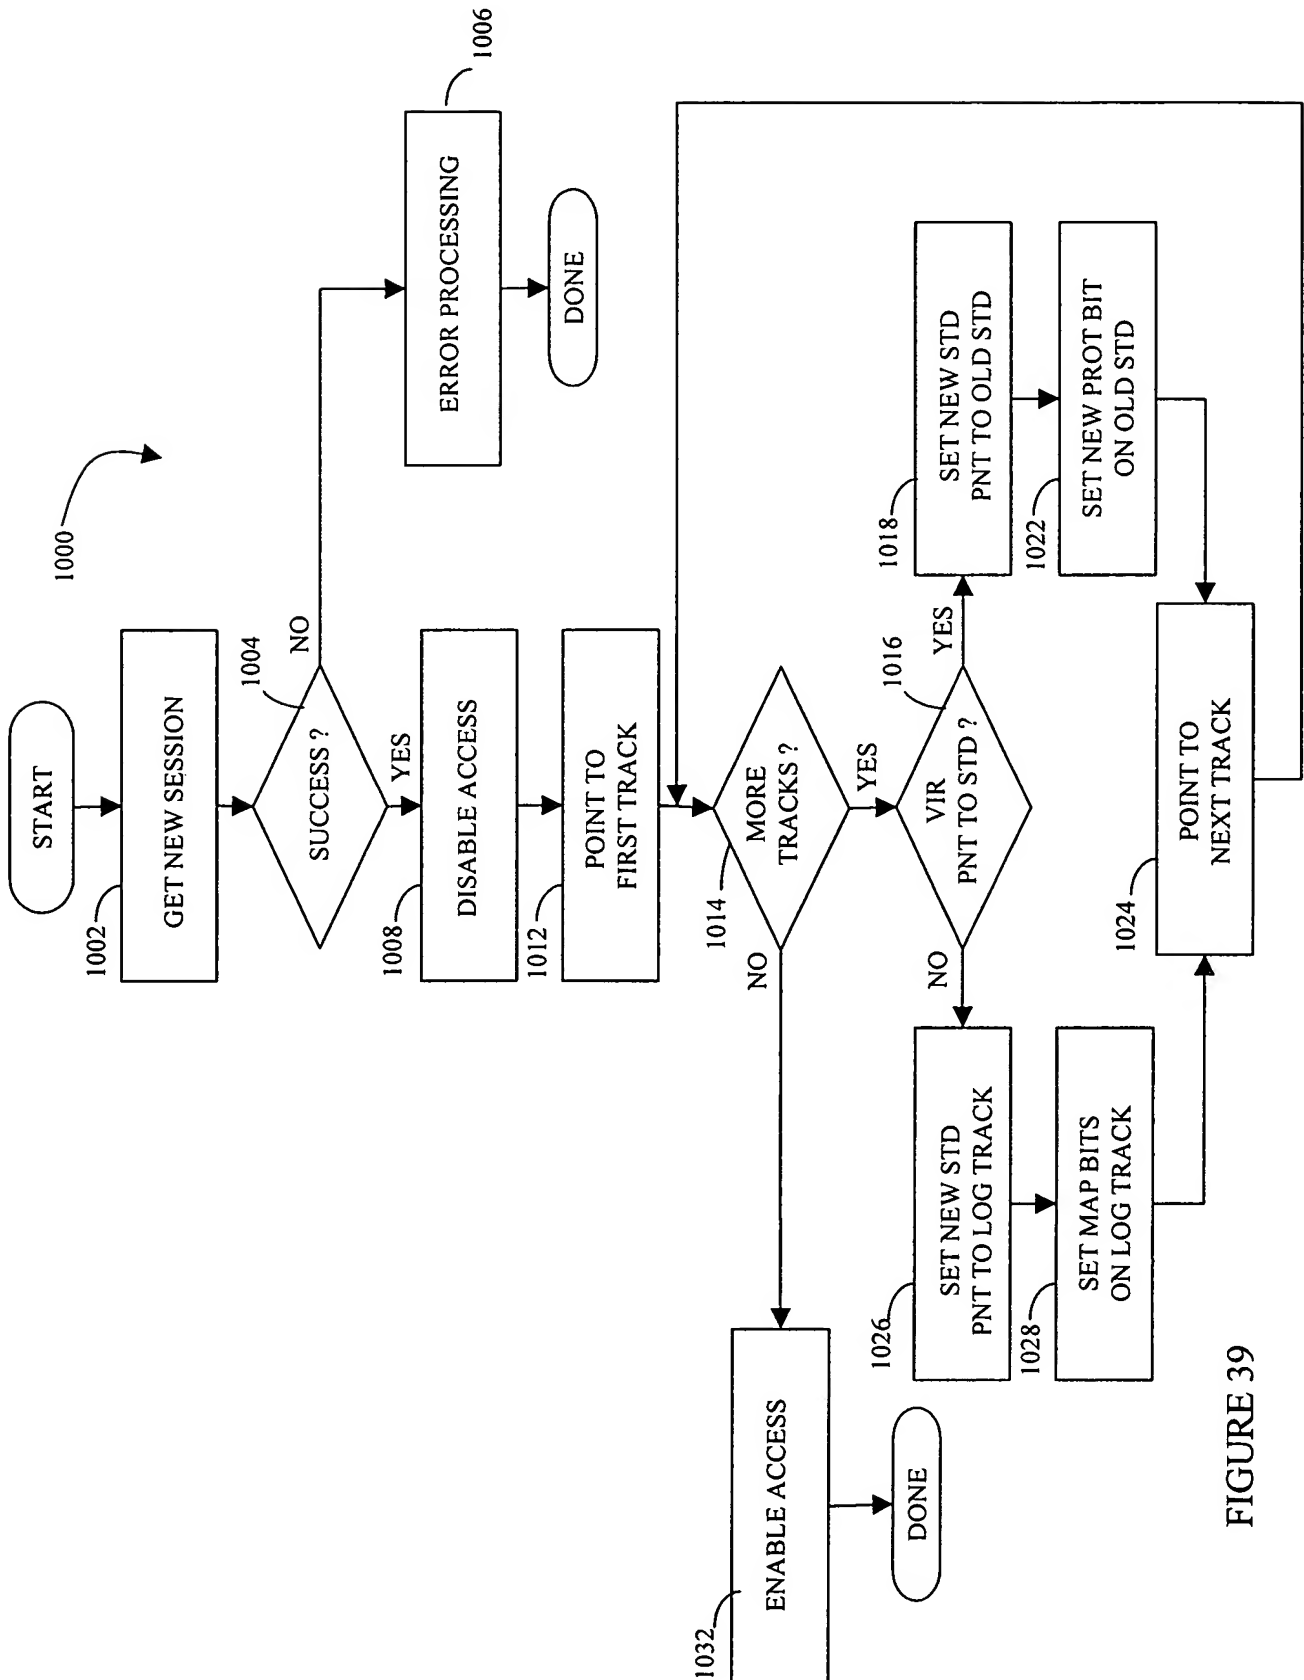 1000
START
1002
GET NEW SESSION
1004
SUCCESS ?
NO
1006
ERROR PROCESSING
DONE
YES
1008
DISABLE ACCESS
1012
POINT TO
FIRST TRACK
1014
MORE
TRACKS ?
NO
1032
ENABLE ACCESS
DONE
YES
1016
VIR
PNT TO STD ?
YES
1018
SET NEW STD
PNT TO OLD STD
1022
SET NEW PROT BIT
ON OLD STD
NO
1026
SET NEW STD
PNT TO LOG TRACK
1028
SET MAP BITS
ON LOG TRACK
1024
POINT TO
NEXT TRACK
FIGURE 39